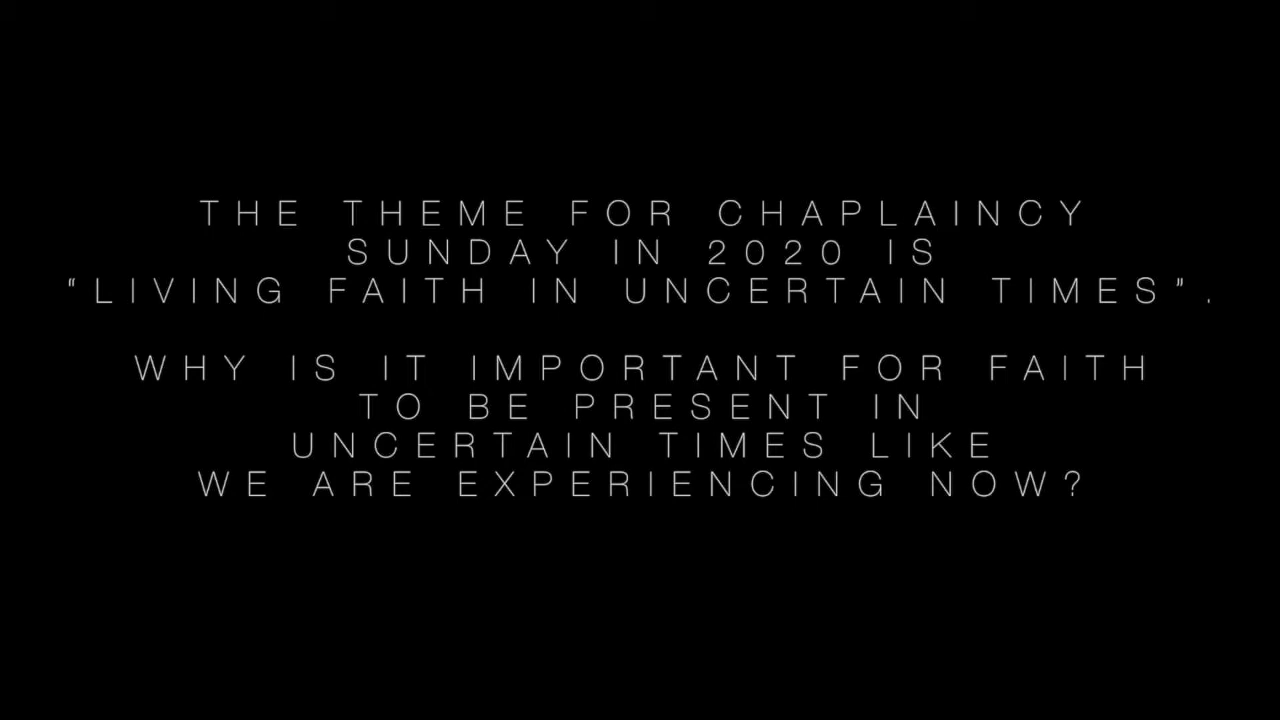 THE THEME FOR CHAPLAINCY
SUNDAY IN 2020 IS
"LIVING FAITH IN UNCERTAIN TIMES".
WHY IS IT IMPORTANT FOR FAITH
TO BE PRESENT IN
UNCERTAIN TIMES LIKE
WE ARE EXPERIENCING NOW?